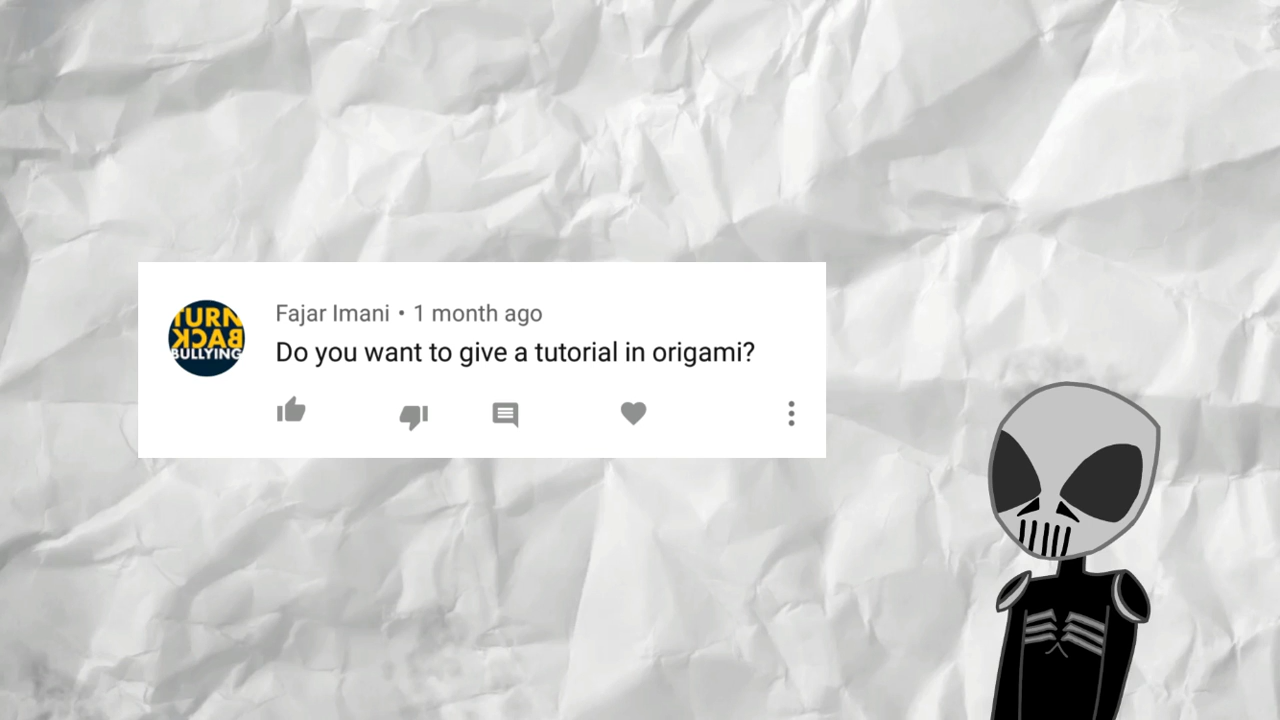 TURN
BACK
BULLYING
Fajar Imani • 1 month ago
Do you want to give a tutorial in origami?